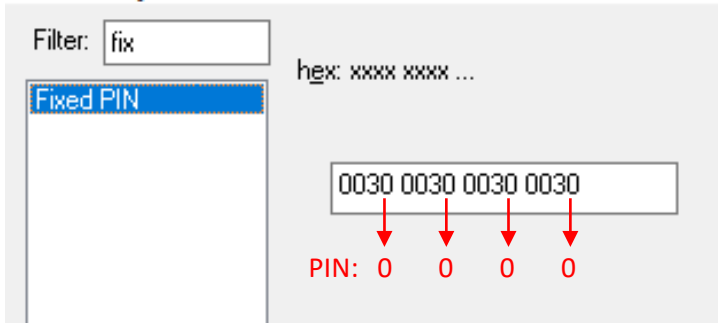 Filter: fix
hex: xxxx xxxx ...
Fixed PIN
0030 0030 0030 0030
PIN: 0 0 0 0